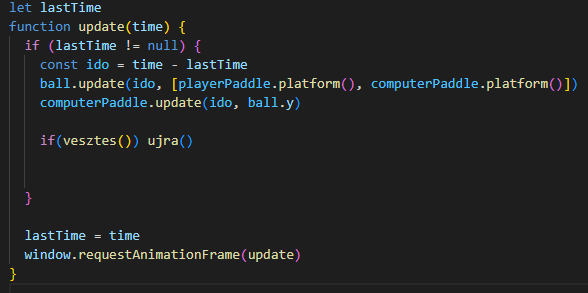 let lastTime
function update(time) {
if (lastTime != null) {
const ido = time - lastTime
ball.update(ido, [playerPaddle.platform(), computerPaddle.platform()])
computerPaddle.update(ido, ball.y)
if(vesztes()) ujra()
}
lastTime = time
window.requestAnimationFrame(update)
}